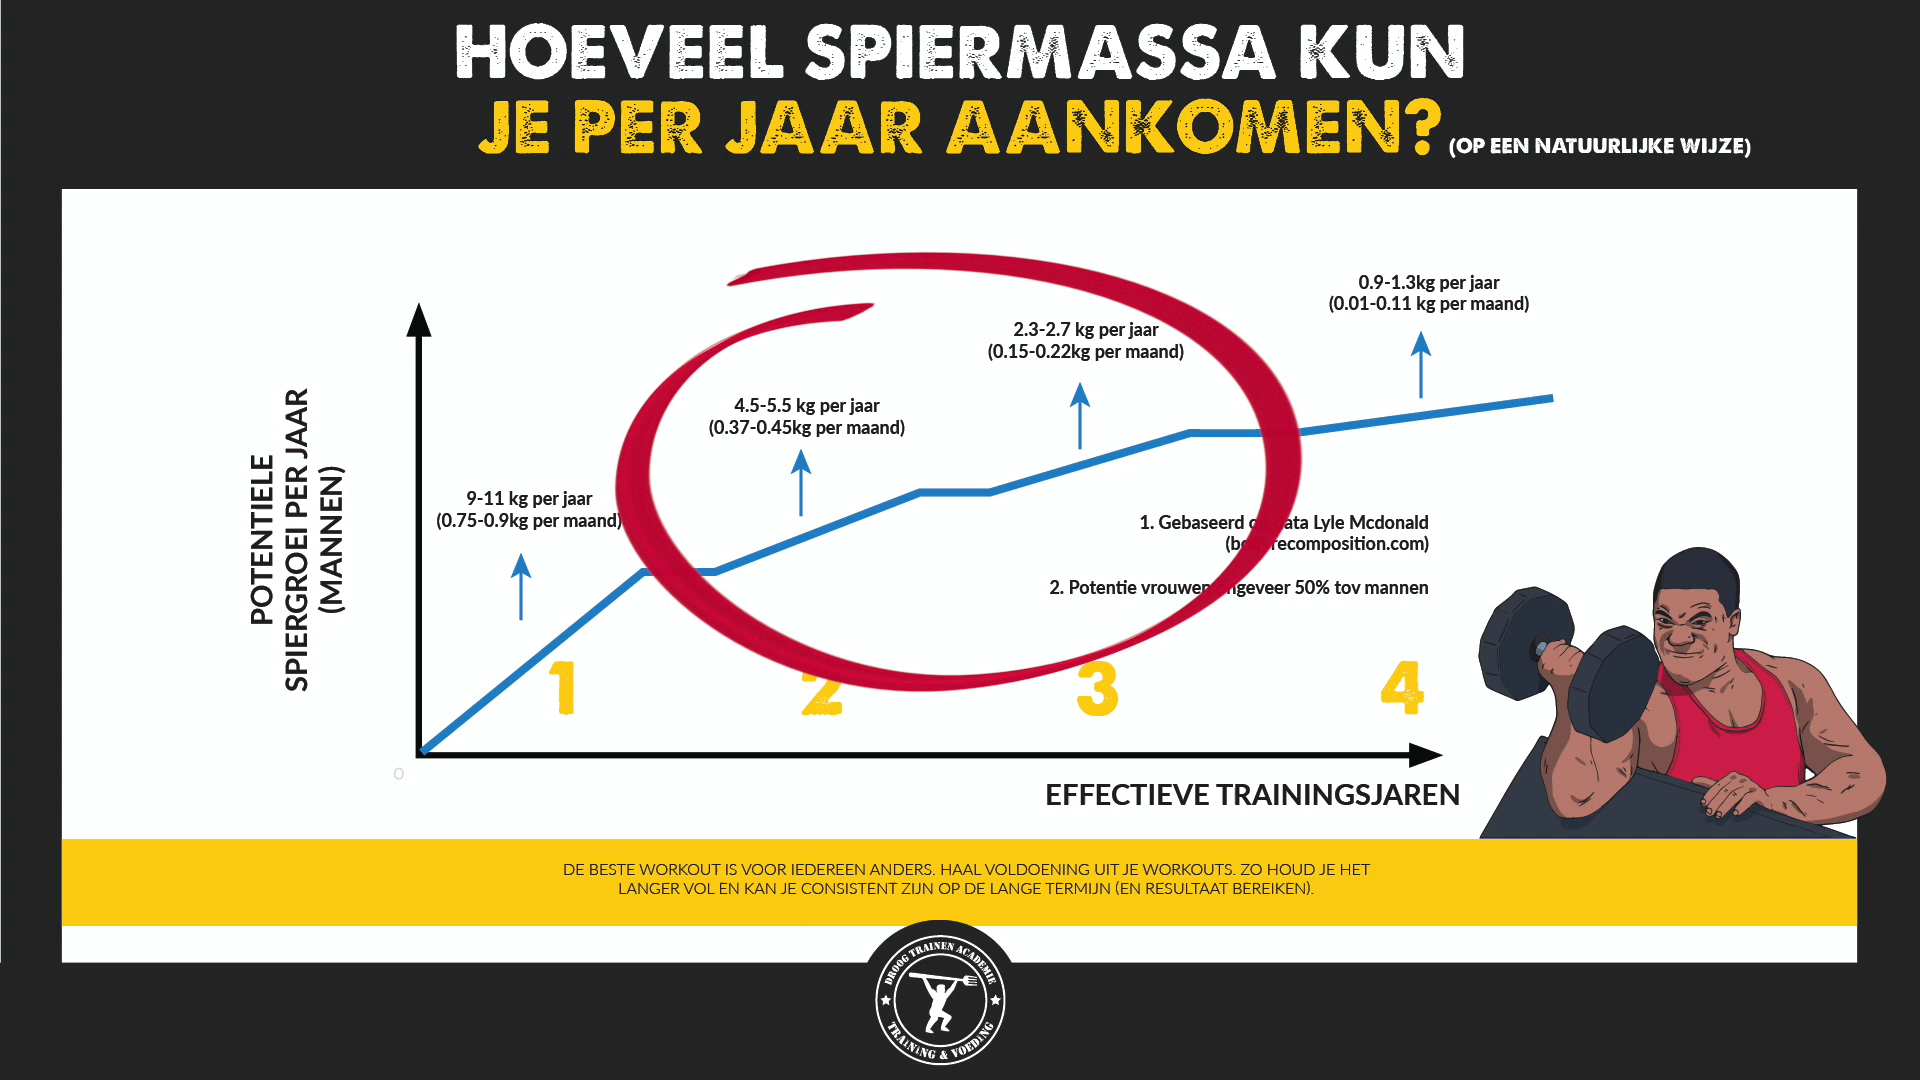 HOEVEEL SPIERMASSA KUN
JE PER JAAR AANKOMEN?
(OP EEN NATUURLIJKE WIJZE)
POTENTIELE
SPIERGROEI PER JAAR
(MANNEN)
9-11 kg per jaar
(0.75-0.9kg per maand)
4.5-5.5 kg per jaar
(0.37-0.45kg per maand)
2.3-2.7 kg per jaar
(0.15-0.22kg per maand)
0.9-1.3kg per jaar
(0.01-0.11 kg per maand)
1. Gebaseerd Lyle Mcdonald
2. Potentie 50% tov mannen
1 2 3 4
0
EFFECTIEVE TRAININGSJAREN
DE BESTE WORKOUT IS VOOR IEDEREEN ANDERS. HAAL VOLDOENING UIT JE WORKOUTS. ZO HOUD JE HET
LANGER VOL EN KAN JE CONSISTENT ZIJN OP DE LANGE TERMIJN (EN RESULTAAT BEREIKEN).
DROOG TRAINEN ACADEMIE
TRAINING & VOEDING